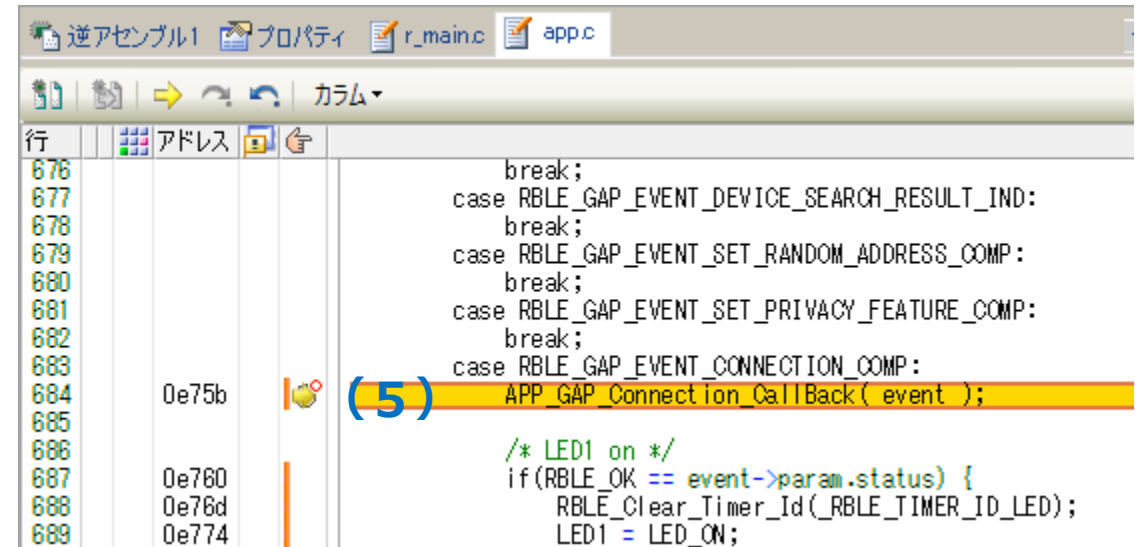 逆アセンブル1 プロパティ r_main.c app.c
カラム
行 アドレス
676 break;
677 case RBLE_GAP_EVENT_DEVICE_SEARCH_RESULT_IND:
678 break;
679 case RBLE_GAP_EVENT_SET_RANDOM_ADDRESS_COMP:
680 break;
681 case RBLE_GAP_EVENT_SET_PRIVACY_FEATURE_COMP:
682 break;
683 case RBLE_GAP_EVENT_CONNECTION_COMP:
684 0e75b (5) APP_GAP_Connection_CallBack( event );
685
686 /* LED1 on */
687 0e760 if(RBLE_OK == event->param.status) {
688 0e76d RBLE_Clear_Timer_Id(_RBLE_TIMER_ID_LED);
689 0e774 LED1 = LED_ON;